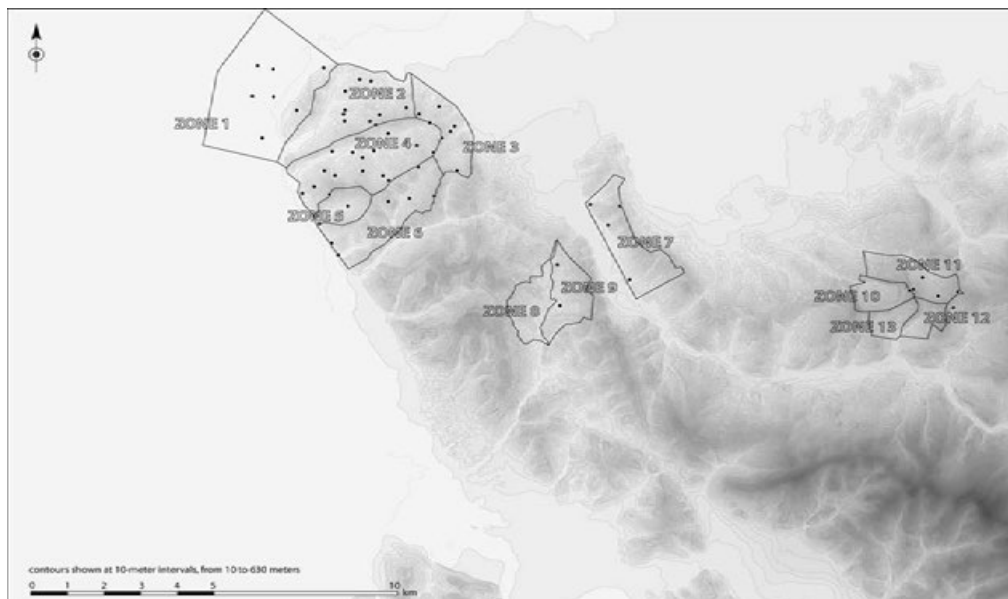 ZONE 1
ZONE 2
ZONE 3
ZONE 4
ZONE 5
ZONE 6
ZONE 7
ZONE 8
ZONE 9
ZONE 10
ZONE 11
ZONE 12
ZONE 13
contours shown at 10-meter intervals, from 10-to-630 meters
0 1 2 3 4 5 10
km